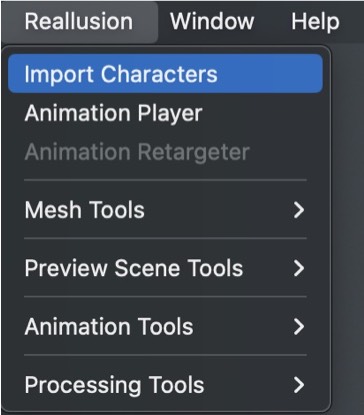 Reallusion Window Help
Import Characters
Animation Player
Animation Retargeter
Mesh Tools
Preview Scene Tools
Animation Tools
Processing Tools